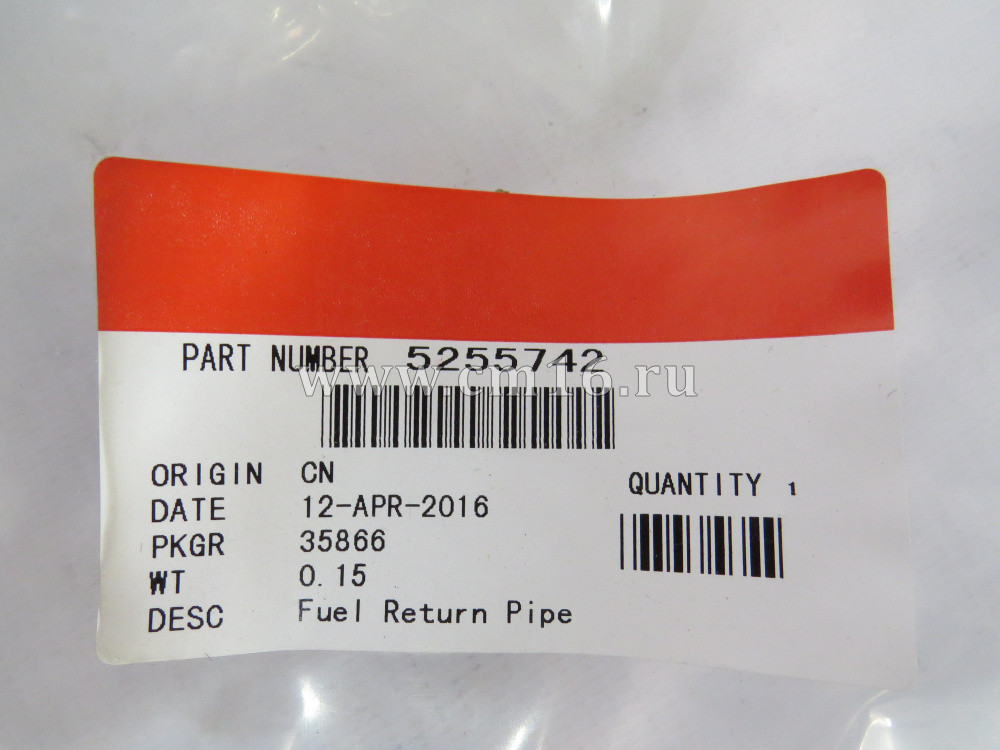 PART NUMBER 5255742
www.cm16.ru
ORIGIN CN
QUANTITY 1
DATE 12-APR-2016
PKGR 35866
WT 0.15
DESC Fuel Return Pipe